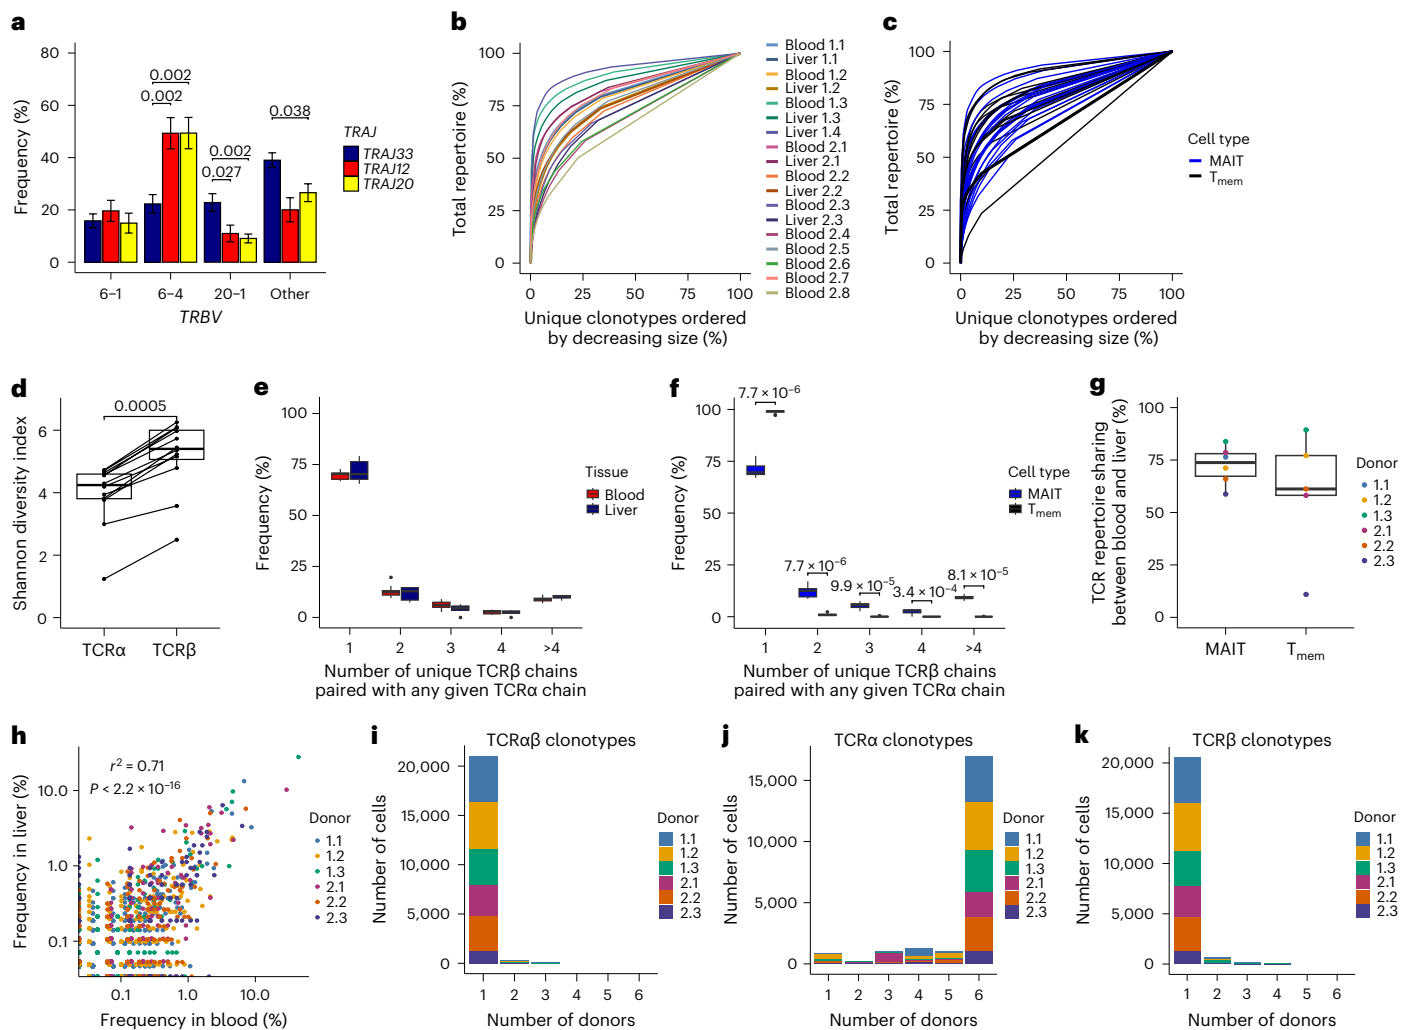 a
80
60
40
20
0
Frequency (%)
0.002
0.002
0.002
0.027
0.038
6–1
6–4
20–1
Other
TRBV
TRAJ
TRAJ33
TRAJ12
TRAJ20
b
100
75
50
25
0
Total repertoire (%)
0
25
50
75
100
Unique clonotypes ordered
by decreasing size (%)
Blood 1.1
Liver 1.1
Blood 1.2
Liver 1.2
Blood 1.3
Liver 1.3
Liver 1.4
Blood 2.1
Liver 2.1
Blood 2.2
Liver 2.2
Blood 2.3
Liver 2.3
Blood 2.4
Blood 2.5
Blood 2.6
Blood 2.7
Blood 2.8
c
100
75
50
25
0
Total repertoire (%)
0
25
50
75
100
Unique clonotypes ordered
by decreasing size (%)
Cell type
MAIT
Tmem
d
6
4
2
0
Shannon diversity index
0.0005
TCRα
TCRβ
e
100
75
50
25
0
Frequency (%)
1
2
3
4
>4
Number of unique TCRβ chains
paired with any given TCRα chain
Tissue
Blood
Liver
f
100
75
50
25
0
Frequency (%)
7.7 × 10−6
7.7 × 10−6
9.9 × 10−5
3.4 × 10−4
8.1 × 10−5
1
2
3
4
>4
Number of unique TCRβ chains
paired with any given TCRα chain
Cell type
MAIT
Tmem
g
100
75
50
25
0
TCR repertoire sharing
between blood and liver (%)
MAIT
Tmem
Donor
1.1
1.2
1.3
2.1
2.2
2.3
h
r2 = 0.71
P < 2.2 × 10−16
10.0
1.0
0.1
Frequency in liver (%)
0.1
1.0
10.0
Frequency in blood (%)
Donor
1.1
1.2
1.3
2.1
2.2
2.3
i
TCRαβ clonotypes
20,000
15,000
10,000
5,000
0
Number of cells
1
2
3
4
5
6
Number of donors
Donor
1.1
1.2
1.3
2.1
2.2
2.3
j
TCRα clonotypes
15,000
10,000
5,000
0
Number of cells
1
2
3
4
5
6
Number of donors
Donor
1.1
1.2
1.3
2.1
2.2
2.3
k
TCRβ clonotypes
20,000
15,000
10,000
5,000
0
Number of cells
1
2
3
4
5
6
Number of donors
Donor
1.1
1.2
1.3
2.1
2.2
2.3